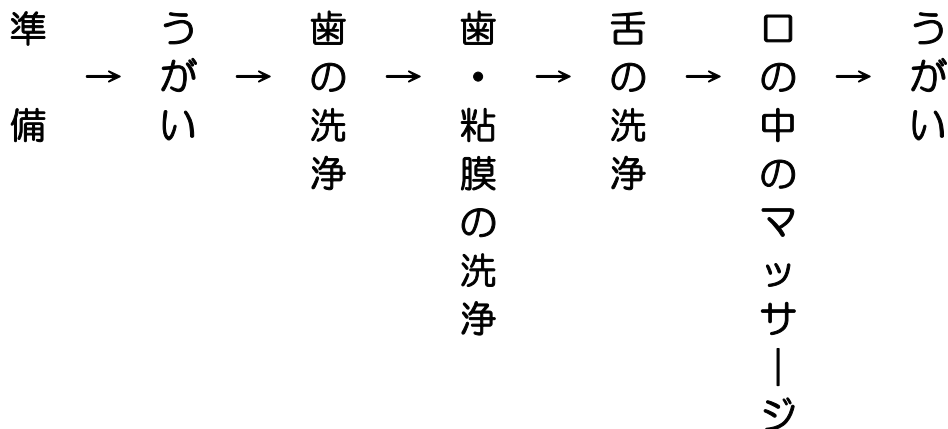 準備
→
うがい
→
歯の洗浄
→
歯・粘膜の洗浄
→
舌の洗浄
→
口の中のマッサージ
→
うがい